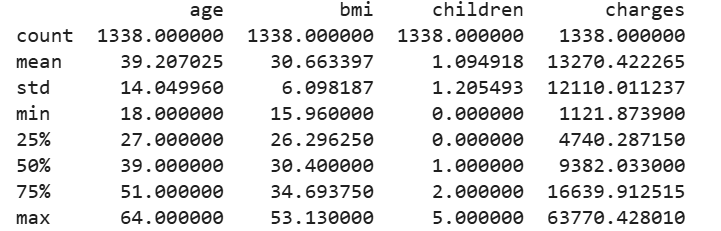 age bmi children charges
count 1338.000000 1338.000000 1338.000000 1338.000000
mean 39.207025 30.663397 1.094918 13270.422265
std 14.049960 6.098187 1.205493 12110.011237
min 18.000000 15.960000 0.000000 1121.873900
25% 27.000000 26.296250 0.000000 4740.287150
50% 39.000000 30.400000 1.000000 9382.033000
75% 51.000000 34.693750 2.000000 16639.912515
max 64.000000 53.130000 5.000000 63770.428010